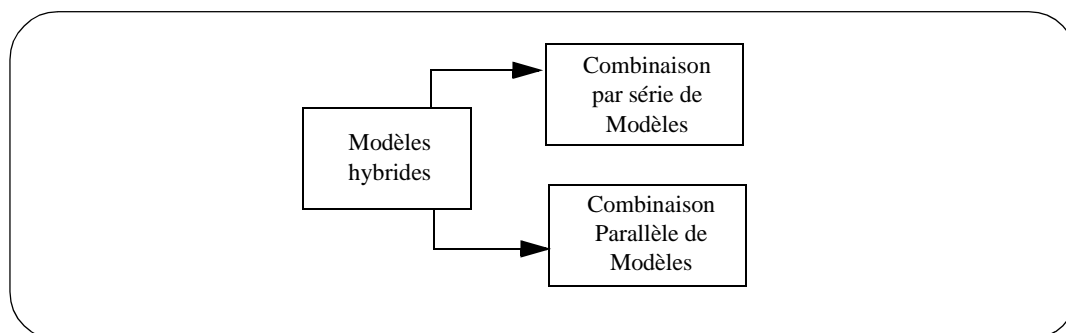 Combinaison
par série de
Modèles
Modèles
hybrides
Combinaison
Parallèle de
Modèles